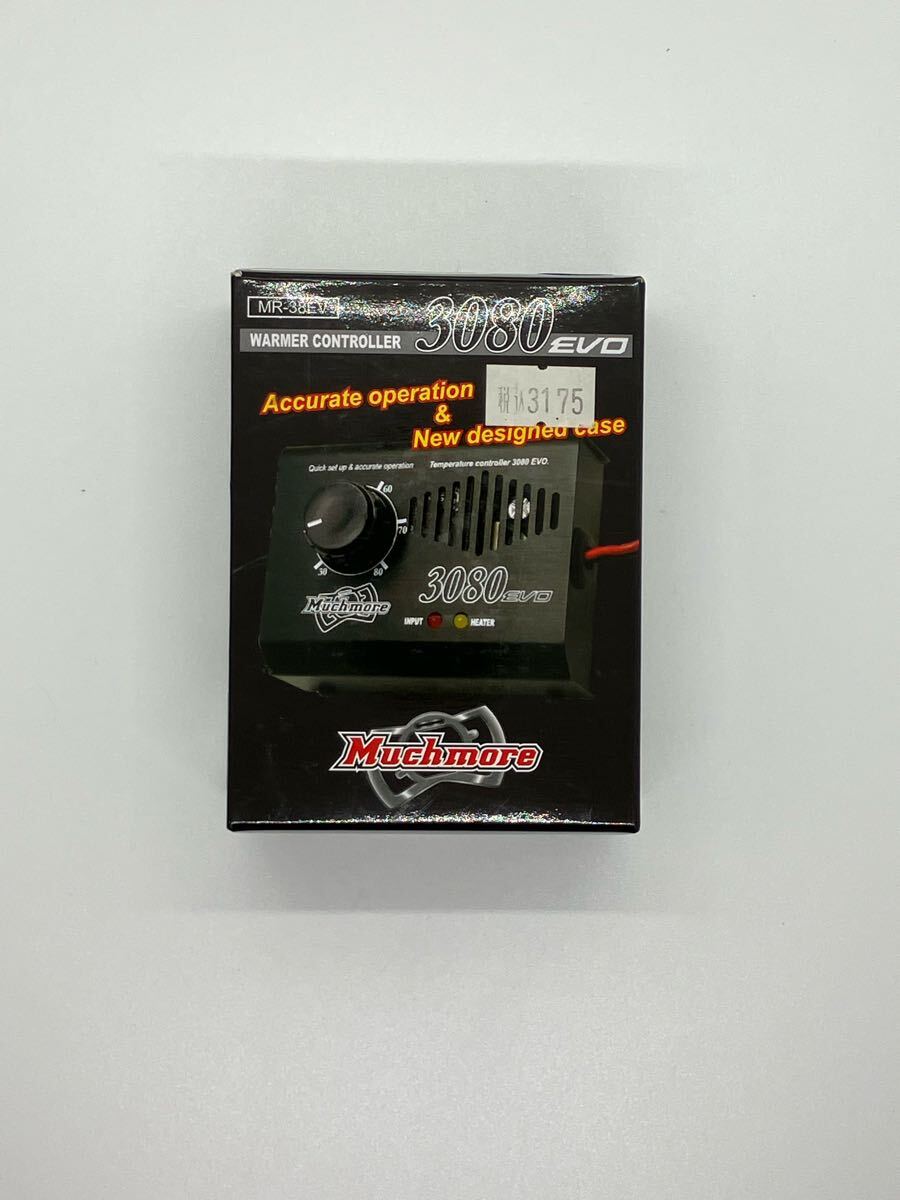 MR-38EV
WARMER CONTROLLER 3080 EVO
Accurate operation
&
New designed case
税込3175
Quick set up & accurate operation
Temperature controller 3080 EVO.
60
70
80
30
Muchmore
3080 EVO
INPUT
HEATER
Muchmore